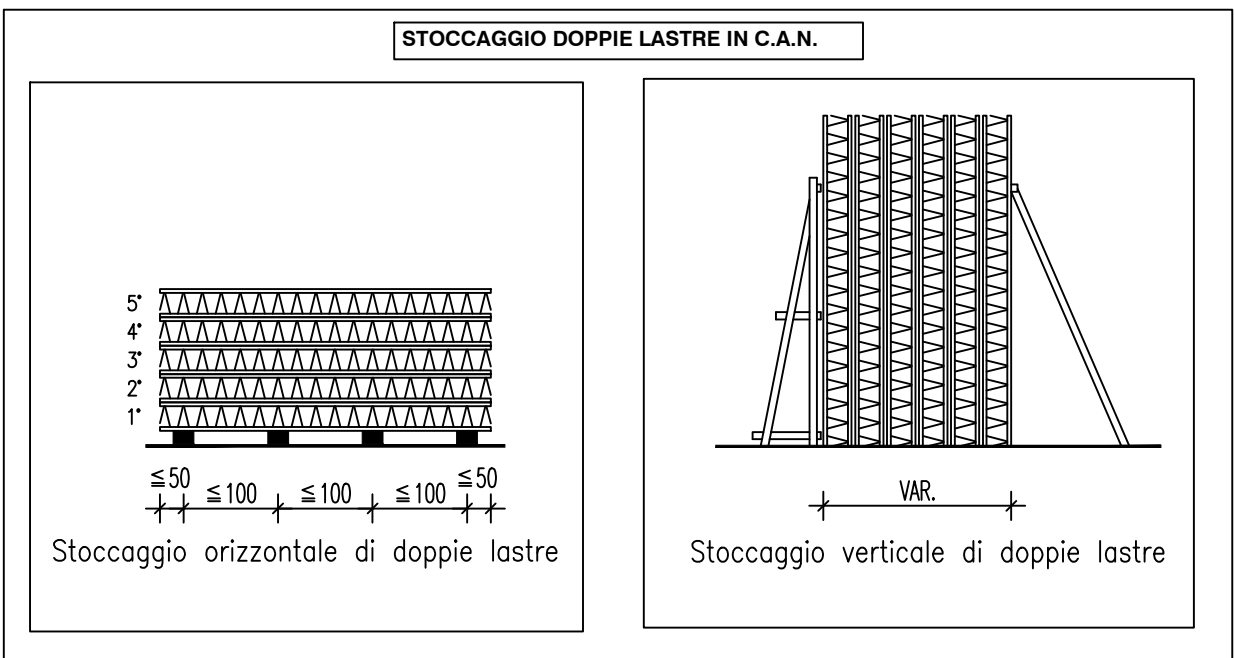 STOCCAGGIO DOPPIE LASTRE IN C.A.N.
5°
4°
3°
2°
1°
≦50 ≦100 ≦100 ≦100 ≦50
Stoccaggio orizzontale di doppie lastre
VAR.
Stoccaggio verticale di doppie lastre